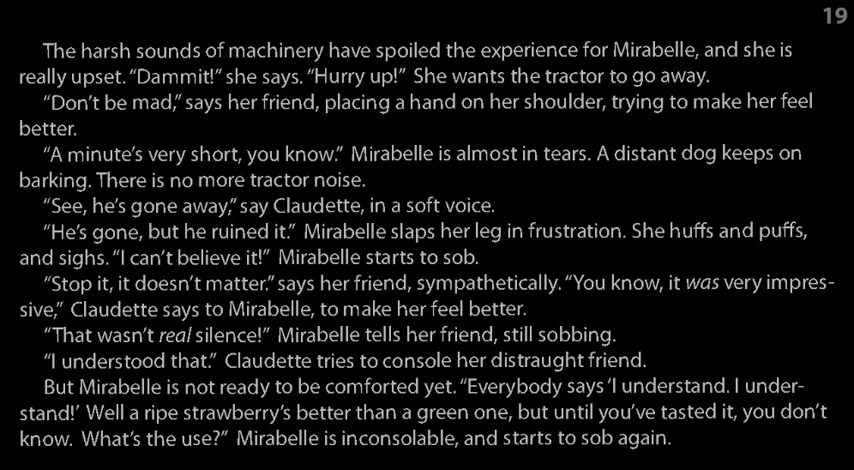 19
The harsh sounds of machinery have spoiled the experience for Mirabelle, and she is
really upset. “Dammit!” she says. “Hurry up!” She wants the tractor to go away.
“Don’t be mad,” says her friend, placing a hand on her shoulder, trying to make her feel
better.
“A minute’s very short, you know.” Mirabelle is almost in tears. A distant dog keeps on
barking. There is no more tractor noise.
“See, he’s gone away,” say Claudette, in a soft voice.
“He’s gone, but he ruined it.” Mirabelle slaps her leg in frustration. She huffs and puffs,
and sighs. “I can’t believe it!” Mirabelle starts to sob.
“Stop it, it doesn’t matter.” says her friend, sympathetically. “You know, it was very impres-
sive,” Claudette says to Mirabelle, to make her feel better.
“That wasn’t real silence!” Mirabelle tells her friend, still sobbing.
“I understood that.” Claudette tries to console her distraught friend.
But Mirabelle is not ready to be comforted yet. “Everybody says ‘I understand. I under-
stand!’ Well a ripe strawberry’s better than a green one, but until you’ve tasted it, you don’t
know. What’s the use?” Mirabelle is inconsolable, and starts to sob again.